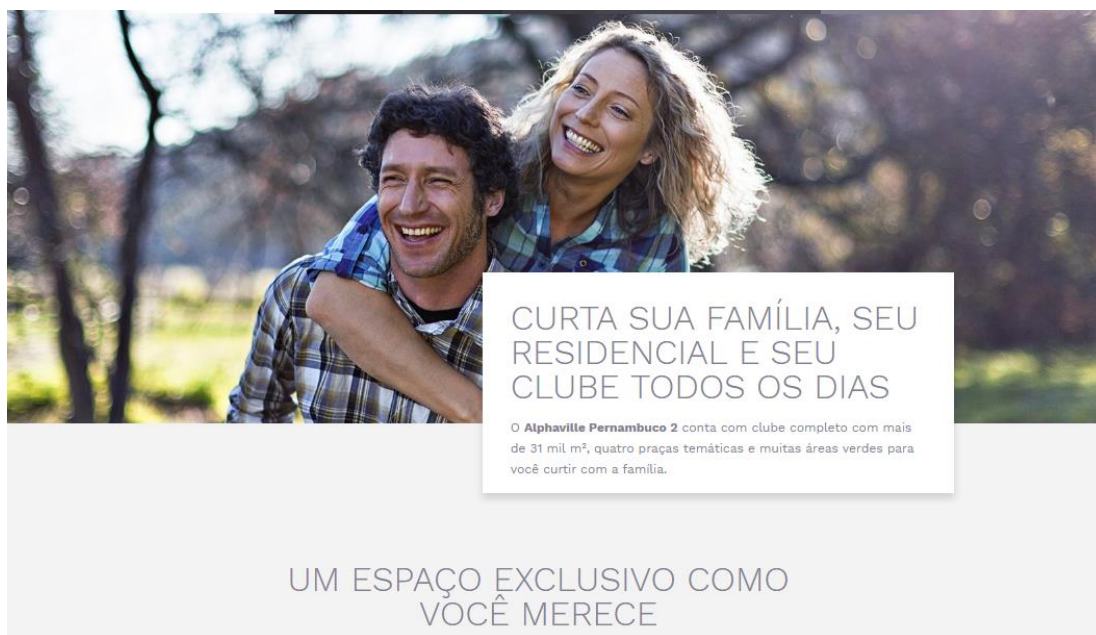 CURTA SUA FAMÍLIA, SEU
RESIDENCIAL E SEU
CLUBE TODOS OS DIAS
O Alphaville Pernambuco 2 conta com clube completo com mais
de 31 mil m², quatro praças temáticas e muitas áreas verdes para
você curtir com a família.
UM ESPAÇO EXCLUSIVO COMO
VOCÊ MERECE